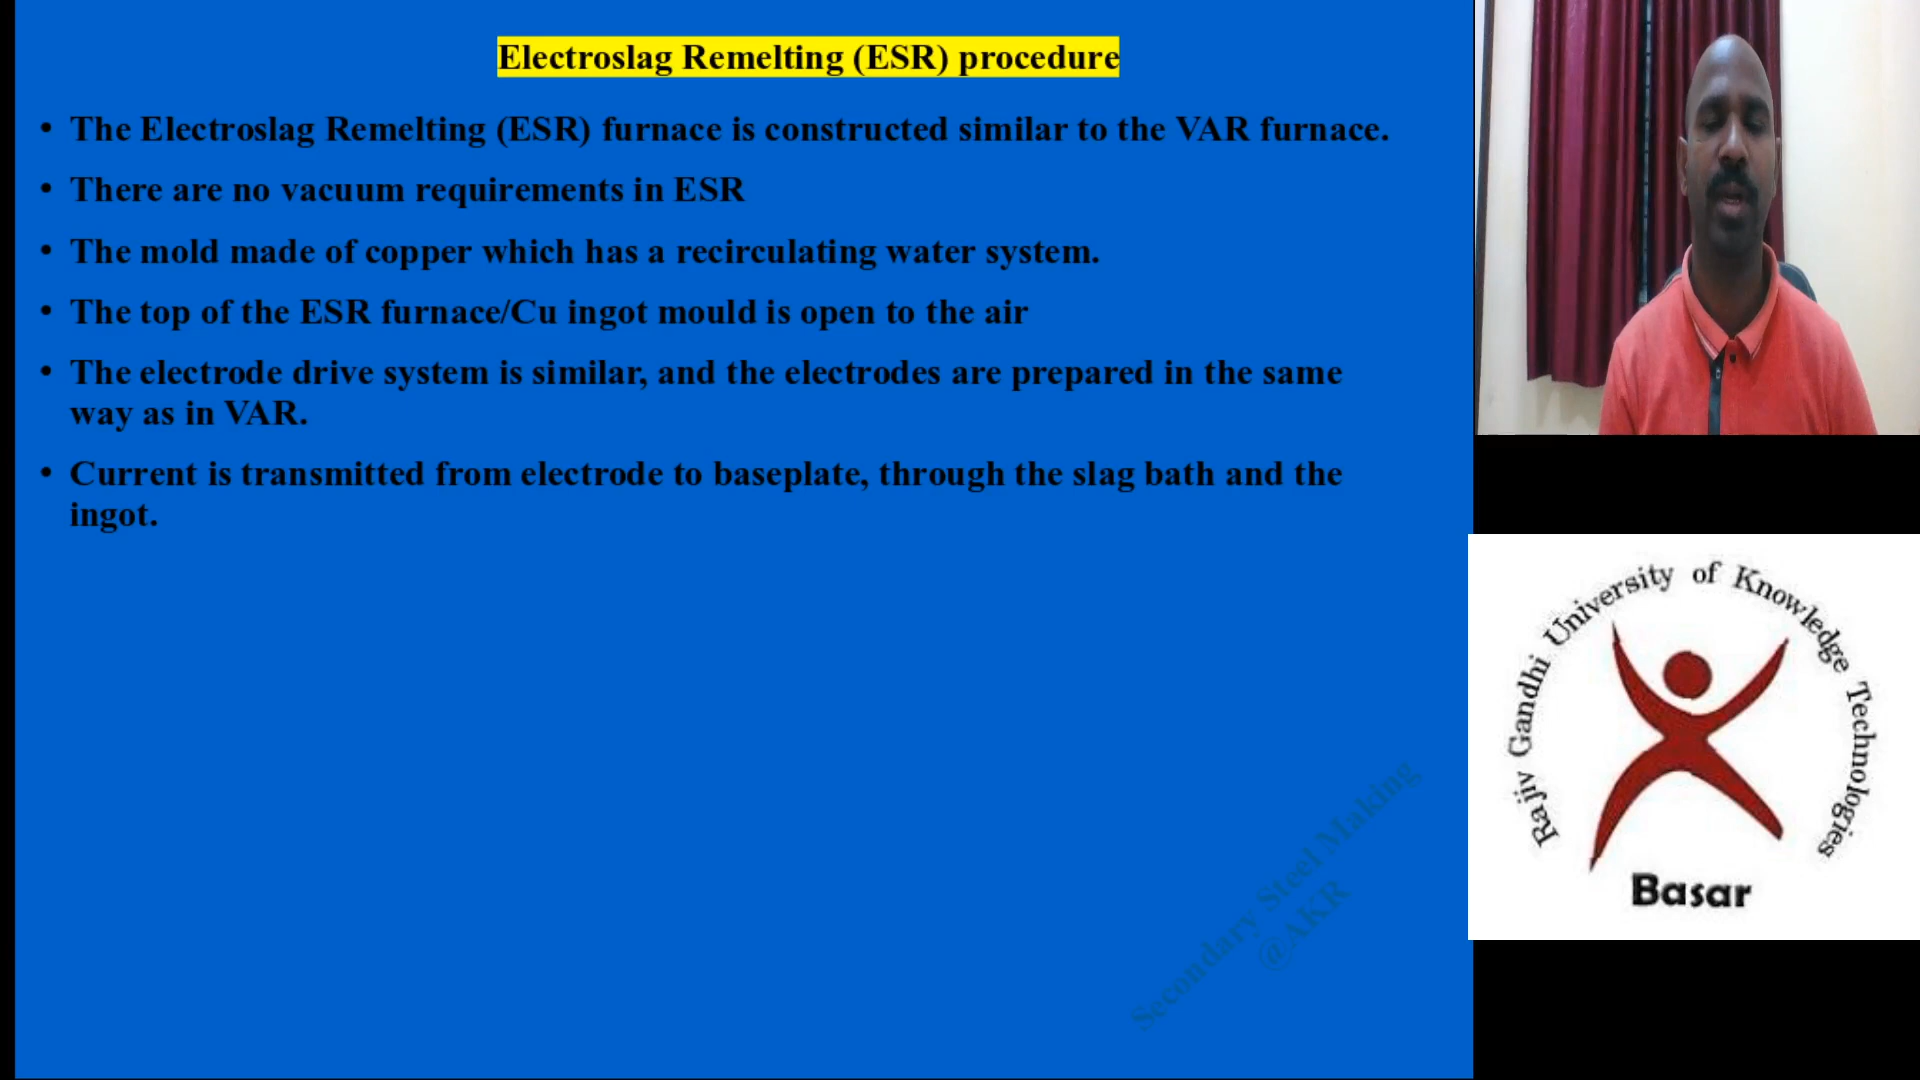 Electroslag Remelting (ESR) procedure
• The Electroslag Remelting (ESR) furnace is constructed similar to the VAR furnace.
• There are no vacuum requirements in ESR
• The mold made of copper which has a recirculating water system.
• The top of the ESR furnace/Cu ingot mould is open to the air
• The electrode drive system is similar, and the electrodes are prepared in the same
way as in VAR.
• Current is transmitted from electrode to baseplate, through the slag bath and the
ingot.
Secondary Steel Making
@AKR
Rajiv Gandhi University of Knowledge Technologies
Basar